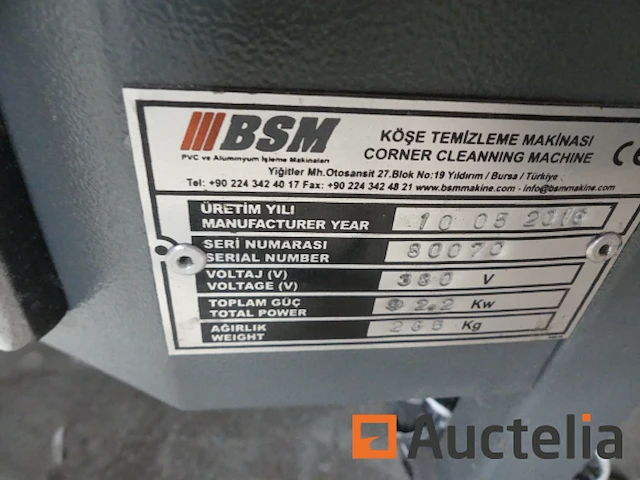 BSM
PVC ve Aluminyum İşleme Makinaları
KÖŞE TEMİZLEME MAKİNASI
CORNER CLEANNING MACHINE
Yiğitler Mh.Otosansit 27.Blok No:19 Yıldırım / Bursa / Türkiye
Tel: +90 224 342 40 17 Fax: +90 224 342 48 21 www.bsmmakine.com - info@bsmmakine.com
ÜRETİM YILI
MANUFACTURER YEAR 10 05 2016
SERİ NUMARASI
SERIAL NUMBER 80070
VOLTAJ (V)
VOLTAGE (V) 380 V
TOPLAM GÜÇ
TOTAL POWER 2.2 Kw
AĞIRLIK
WEIGHT Kg
CE
Auctelia